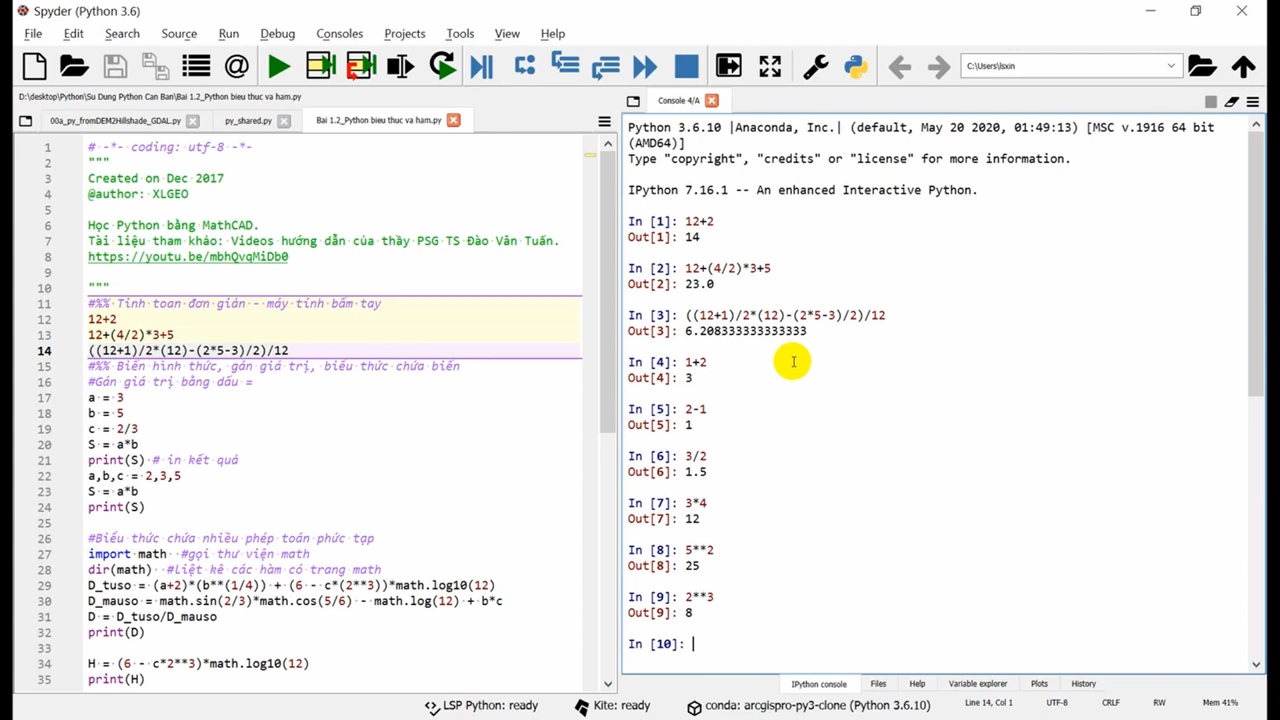 Spyder (Python 3.6)
File Edit Search Source Run Debug Consoles Projects Tools View Help
C:\Users\lsxin
D:\desktop\Python\Su Dung Python Can Ban\Bai 1.2_Python bieu thuc va ham.py
00a_py_fromDEM2Hillshade_GDAL.py py_shared.py Bai 1.2_Python bieu thuc va ham.py
1 # -*- coding: utf-8 -*-
2 """
3 Created on Dec 2017
4 @author: XLGEO
5
6 Học Python bằng MathCAD.
7 Tài liệu tham khảo: Videos hướng dẫn của thầy PSG TS Đào Văn Tuấn.
8 https://youtu.be/mbhQvqMiDb0
9
10 """
11 #%% Tính toan đơn giản - máy tính bấm tay
12 12+2
13 12+(4/2)*3+5
14 ((12+1)/2*(12)-(2*5-3)/2)/12
15 #%% Biến hình thức, gán giá trị, biểu thức chứa biến
16 #Gán giá trị bằng dấu =
17 a = 3
18 b = 5
19 c = 2/3
20 S = a*b
21 print(S) # in kết quả
22 a,b,c = 2,3,5
23 S = a*b
24 print(S)
25
26 #Biểu thức chứa nhiều phép toán phức tạp
27 import math #gọi thư viện math
28 dir(math) #liệt kê các hàm có trang math
29 D_tuso = (a+2)*(b**(1/4)) + (6 - c*(2**3))*math.log10(12)
30 D_mauso = math.sin(2/3)*math.cos(5/6) - math.log(12) + b*c
31 D = D_tuso/D_mauso
32 print(D)
33
34 H = (6 - c*2**3)*math.log10(12)
35 print(H)
Console 4/A
Python 3.6.10 |Anaconda, Inc.| (default, May 20 2020, 01:49:13) [MSC v.1916 64 bit
(AMD64)]
Type "copyright", "credits" or "license" for more information.
IPython 7.16.1 -- An enhanced Interactive Python.
In [1]: 12+2
Out[1]: 14
In [2]: 12+(4/2)*3+5
Out[2]: 23.0
In [3]: ((12+1)/2*(12)-(2*5-3)/2)/12
Out[3]: 6.208333333333333
In [4]: 1+2
Out[4]: 3
In [5]: 2-1
Out[5]: 1
In [6]: 3/2
Out[6]: 1.5
In [7]: 3*4
Out[7]: 12
In [8]: 5**2
Out[8]: 25
In [9]: 2**3
Out[9]: 8
In [10]:
IPython console Files Help Variable explorer Plots History
LSP Python: ready Kite: ready conda: arcgispro-py3-clone (Python 3.6.10) Line 14, Col 1 UTF-8 CRLF RW Mem 41%